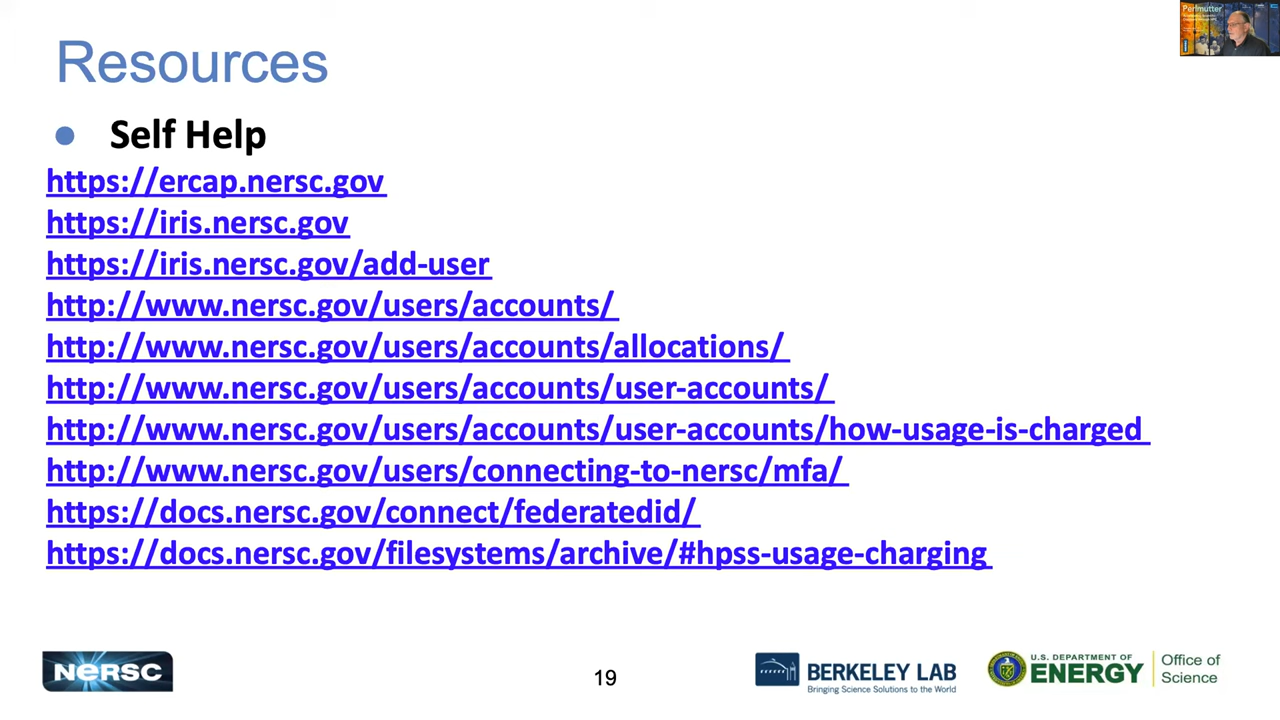 Resources
Perlmutter
● Self Help
https://ercap.nersc.gov
https://iris.nersc.gov
https://iris.nersc.gov/add-user
http://www.nersc.gov/users/accounts/
http://www.nersc.gov/users/accounts/allocations/
http://www.nersc.gov/users/accounts/user-accounts/
http://www.nersc.gov/users/accounts/user-accounts/how-usage-is-charged
http://www.nersc.gov/users/connecting-to-nersc/mfa/
https://docs.nersc.gov/connect/federatedid/
https://docs.nersc.gov/filesystems/archive/#hpss-usage-charging
NERSC
19
BERKELEY LAB
Bringing Science Solutions to the World
U.S. DEPARTMENT OF
ENERGY
Office of
Science